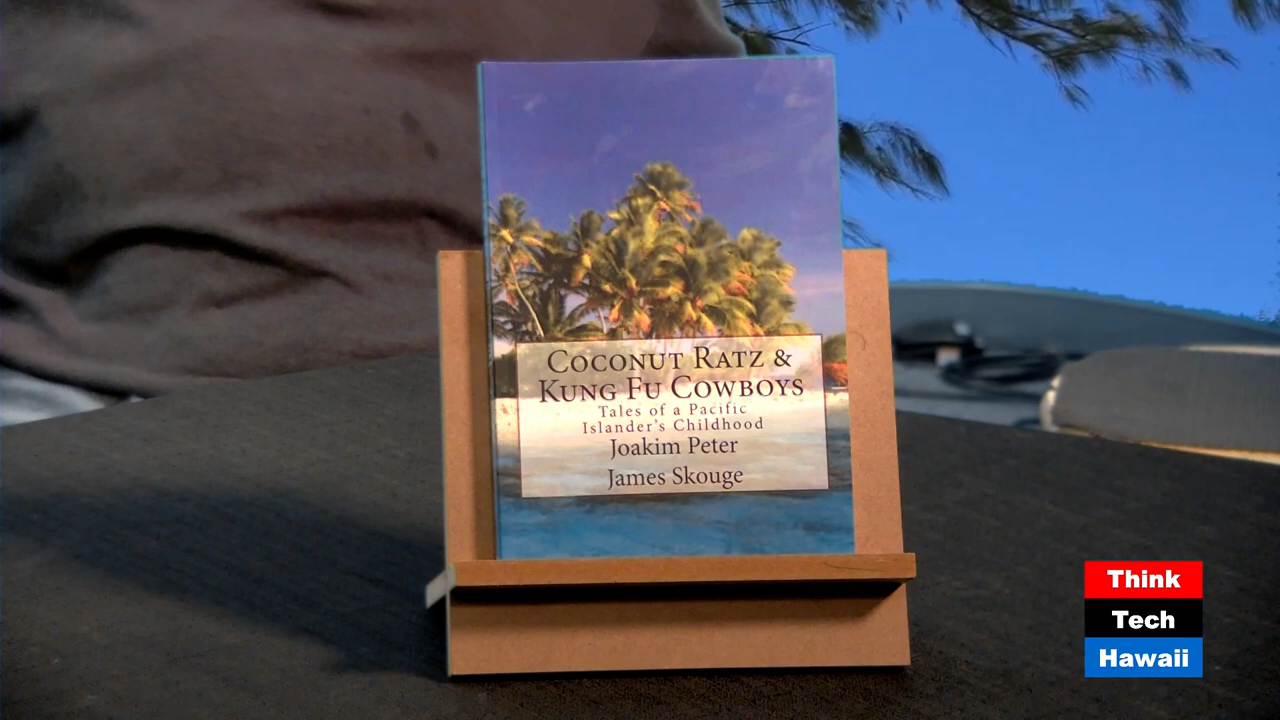 Coconut Ratz &
Kung Fu Cowboys
Tales of a Pacific
Islander's Childhood
Joakim Peter
James Skouge
Think
Tech
Hawaii